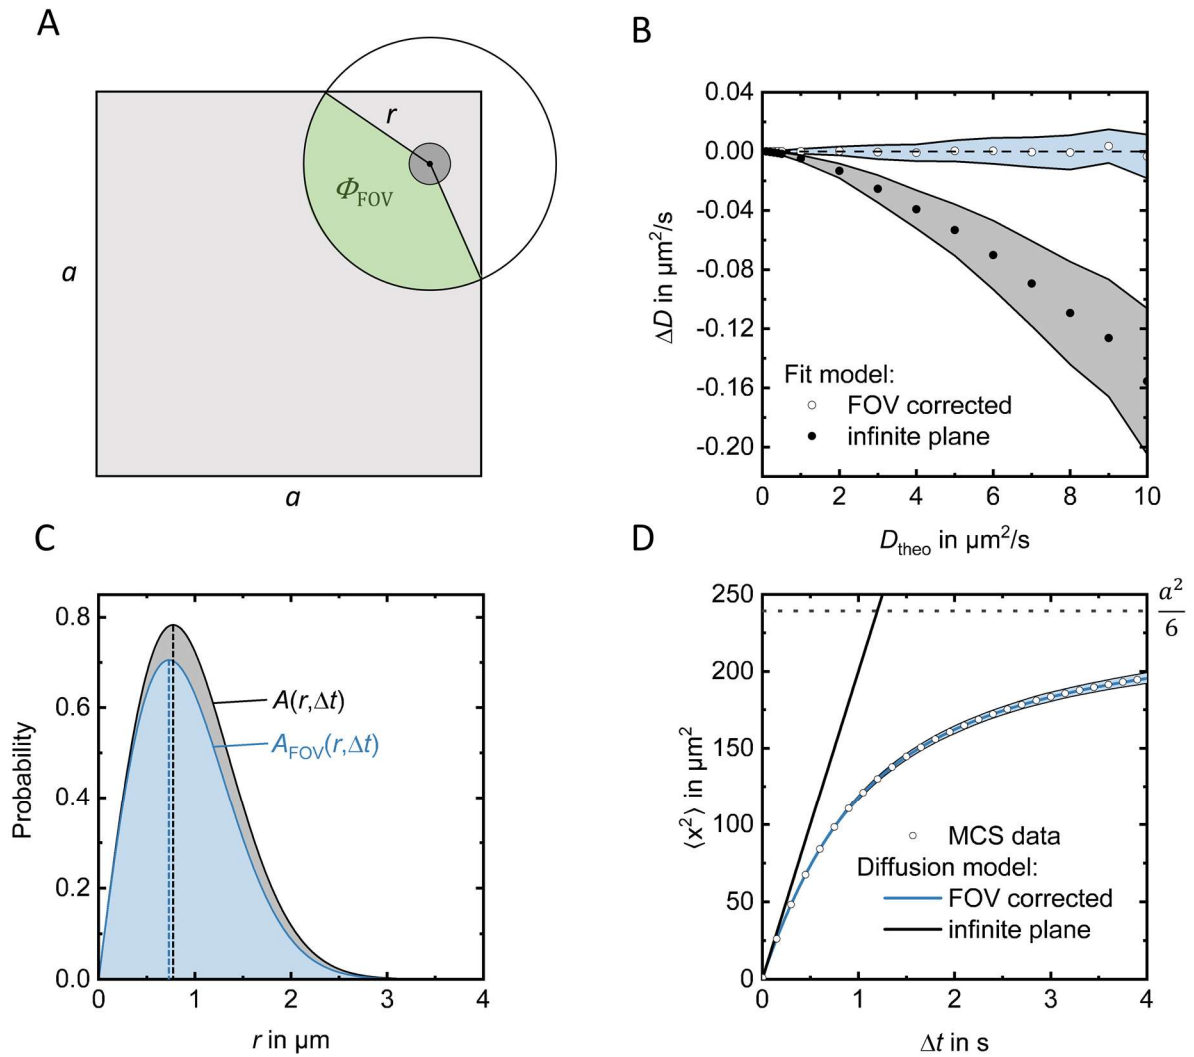 A
r
Φ_FOV
a
a
B
0.04
0.00
-0.04
-0.08
-0.12
-0.16
-0.20
ΔD in μm²/s
Fit model:
FOV corrected
infinite plane
0 2 4 6 8 10
D_theo in μm²/s
C
0.8
0.6
0.4
0.2
0.0
Probability
A(r,Δt)
A_FOV(r,Δt)
0 1 2 3 4
r in μm
D
250
200
150
100
50
0
⟨x²⟩ in μm²
a²
6
MCS data
Diffusion model:
FOV corrected
infinite plane
0 1 2 3 4
Δt in s